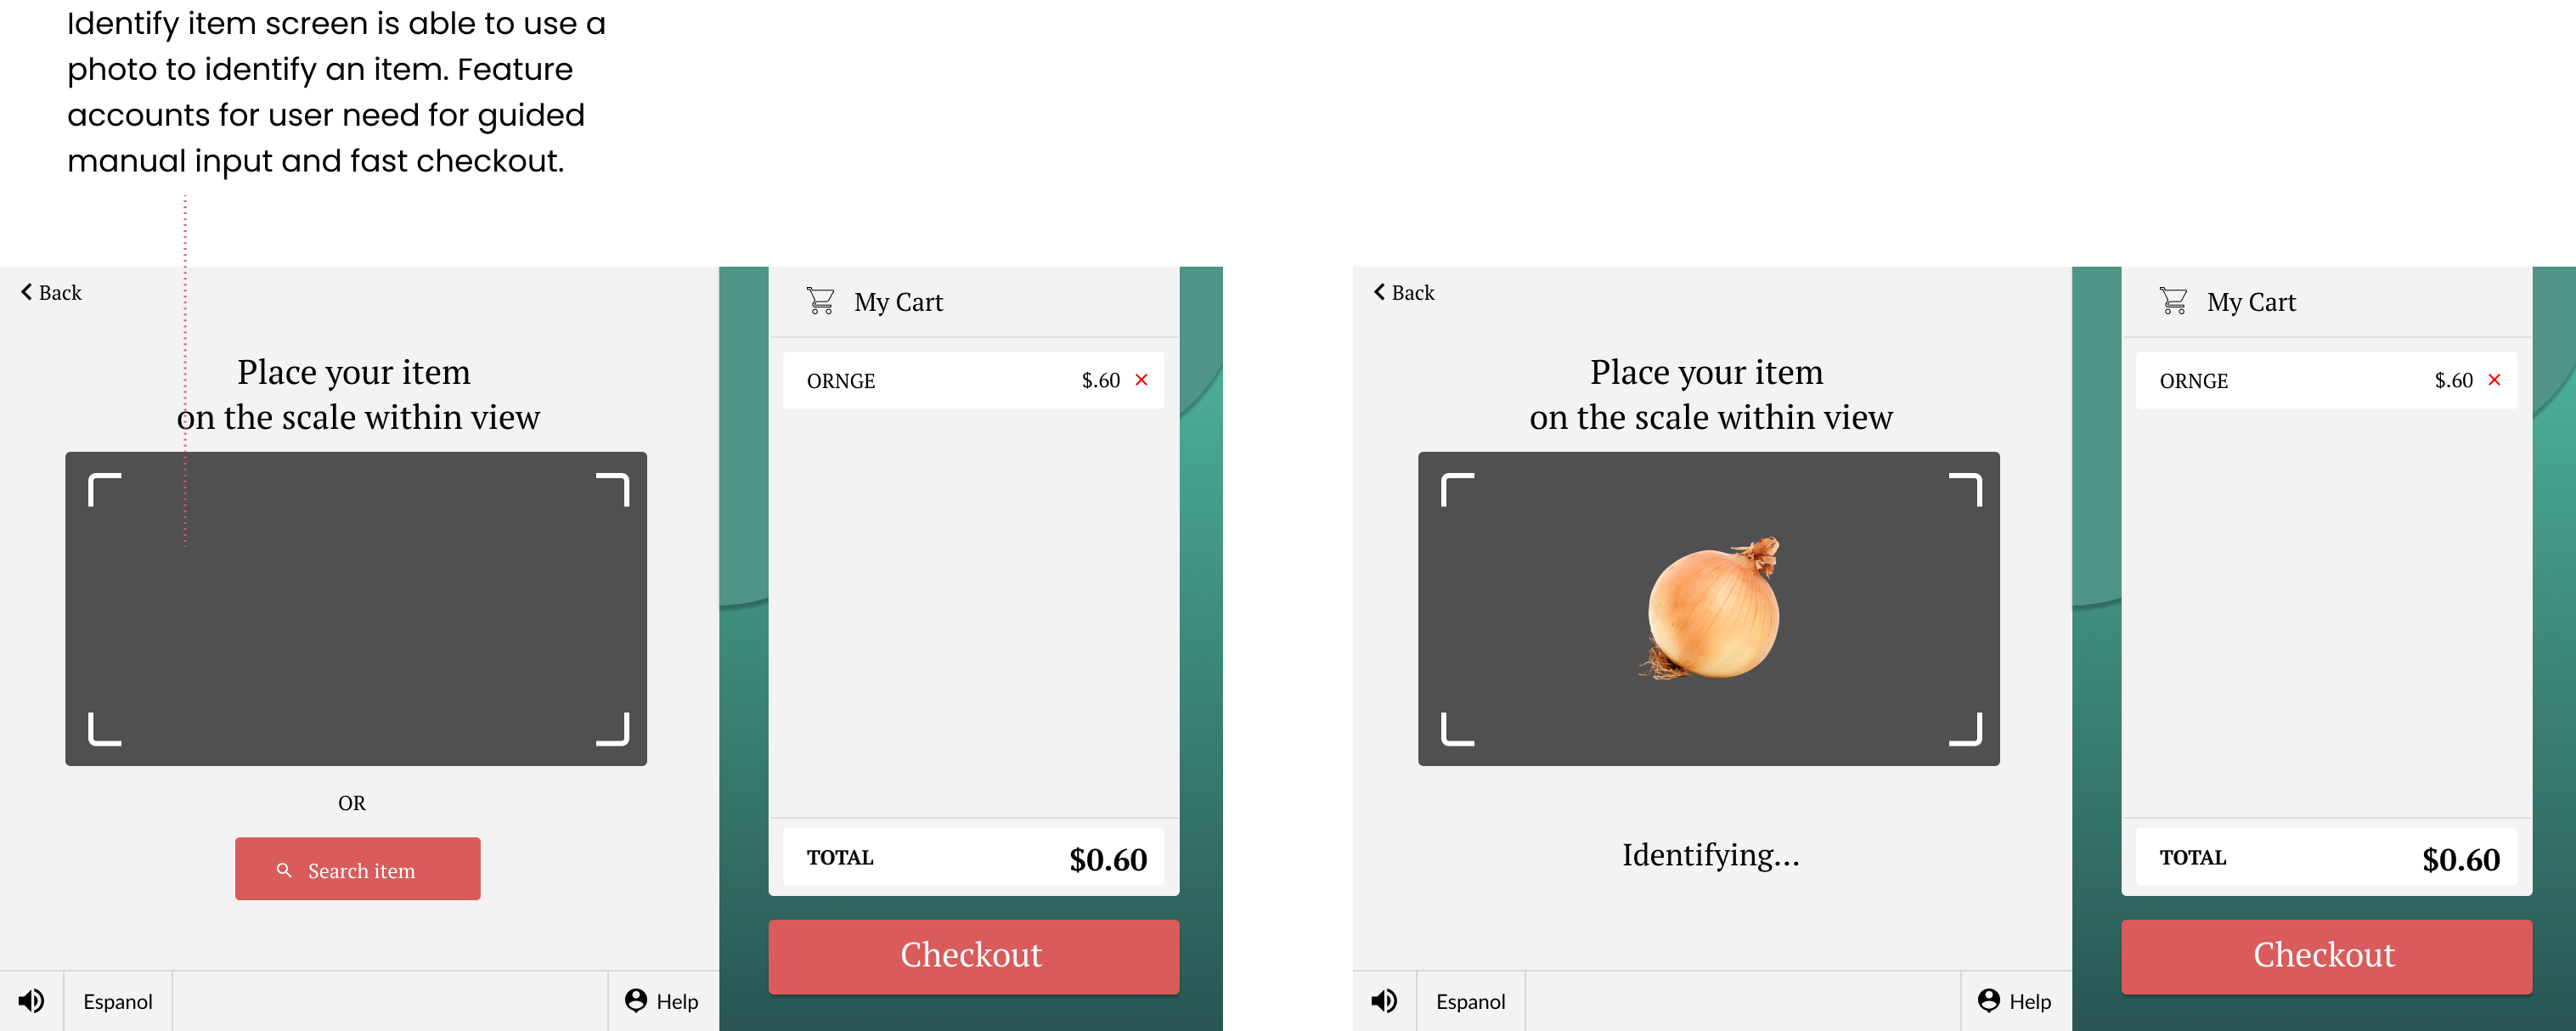 Identify item screen is able to use a
photo to identify an item. Feature
accounts for user need for guided
manual input and fast checkout.
Back
Place your item
on the scale within view
OR
Search item
Espanol
Help
My Cart
ORNGE $.60
TOTAL $0.60
Checkout
Back
Place your item
on the scale within view
Identifying...
Espanol
Help
My Cart
ORNGE $.60
TOTAL $0.60
Checkout